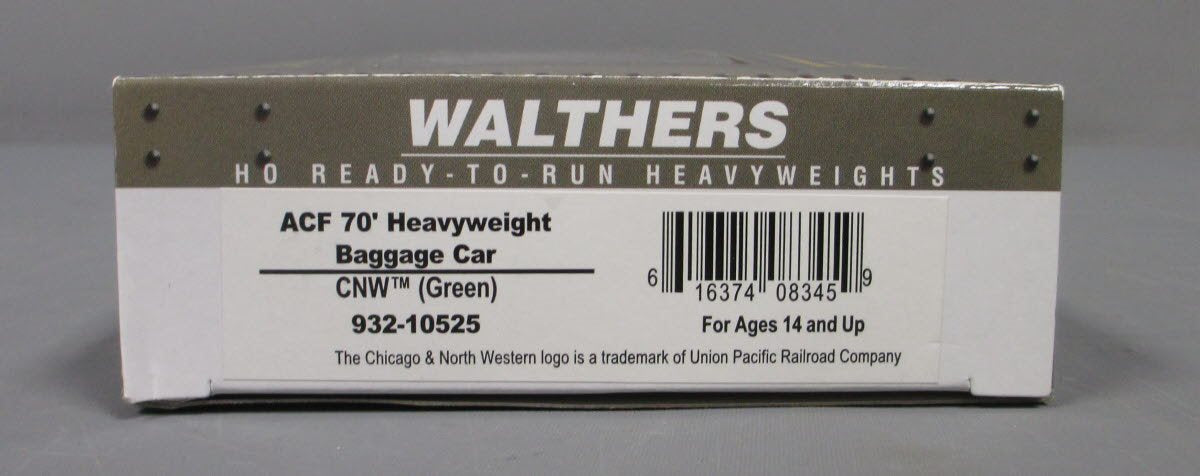 WALTHERS
HO READY-TO-RUN HEAVYWEIGHTS
ACF 70' Heavyweight
Baggage Car
CNW™ (Green)
932-10525
6 16374 08345 9
For Ages 14 and Up
The Chicago & North Western logo is a trademark of Union Pacific Railroad Company